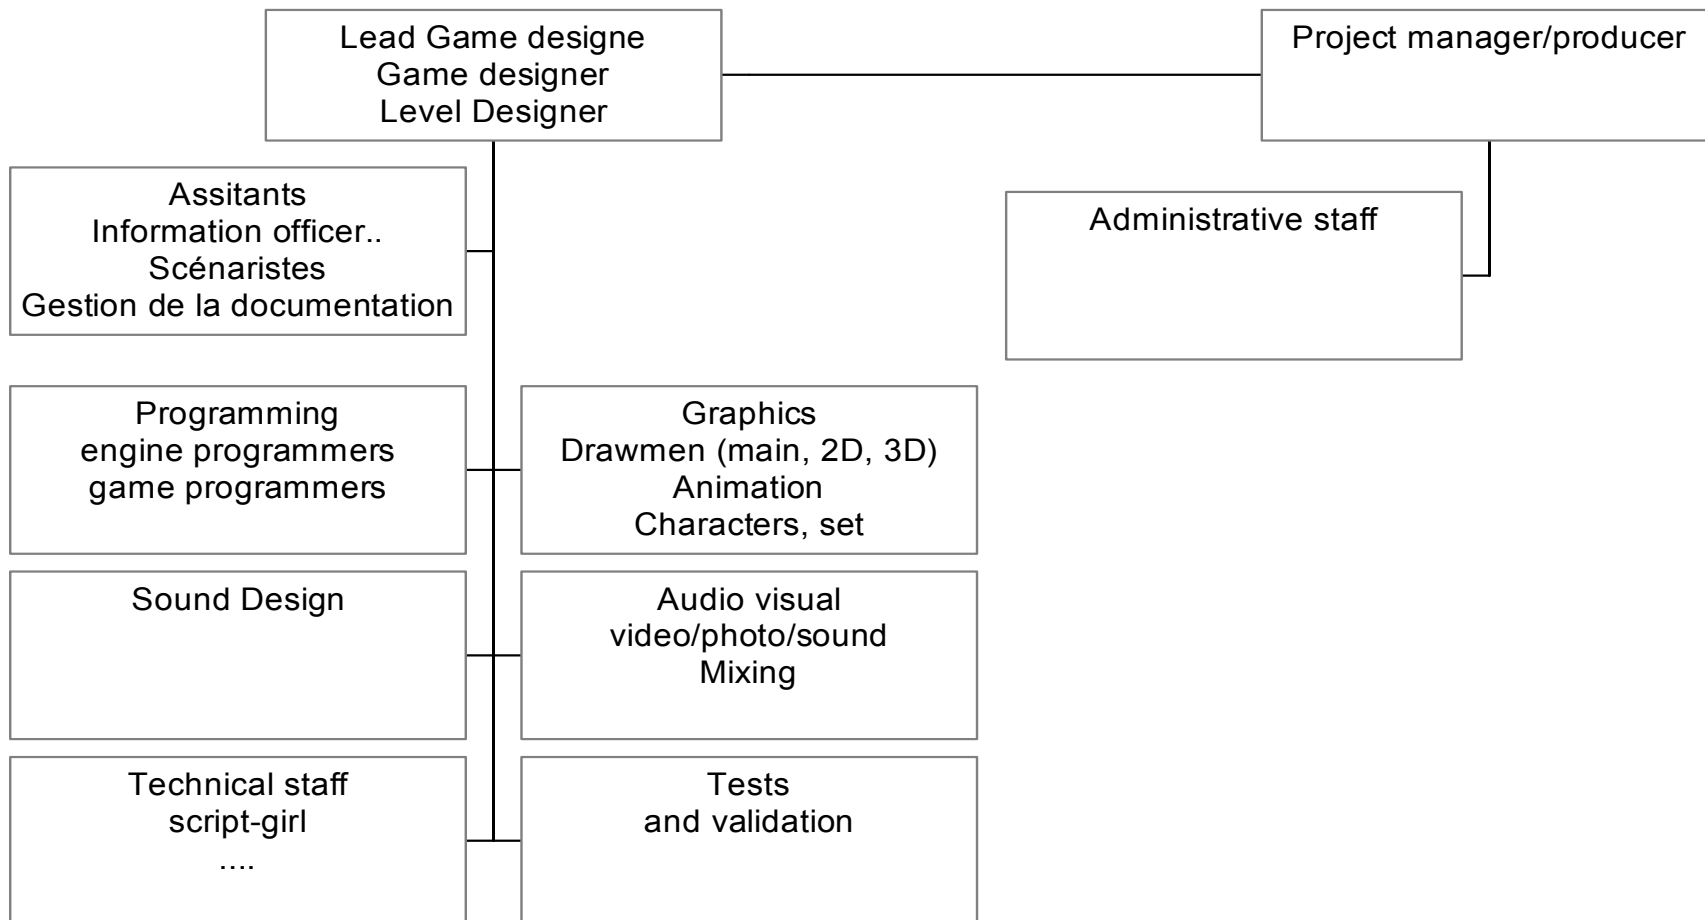 Lead Game designe
Game designer
Level Designer
Project manager/producer
Assitants
Information officer..
Scénaristes
Gestion de la documentation
Administrative staff
Programming
engine programmers
game programmers
Graphics
Drawmen (main, 2D, 3D)
Animation
Characters, set
Sound Design
Audio visual
video/photo/sound
Mixing
Technical staff
script-girl
....
Tests
and validation